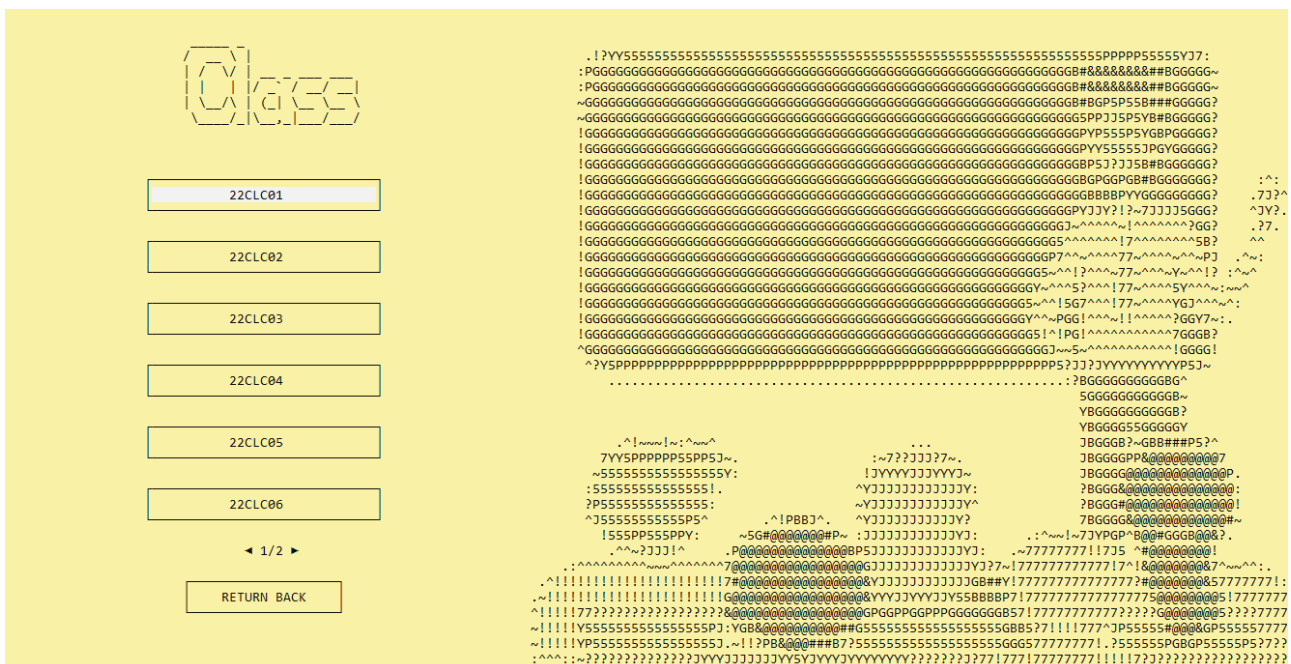 Class
22CLC01
22CLC02
22CLC03
22CLC04
22CLC05
22CLC06
◄ 1/2 ►
RETURN BACK